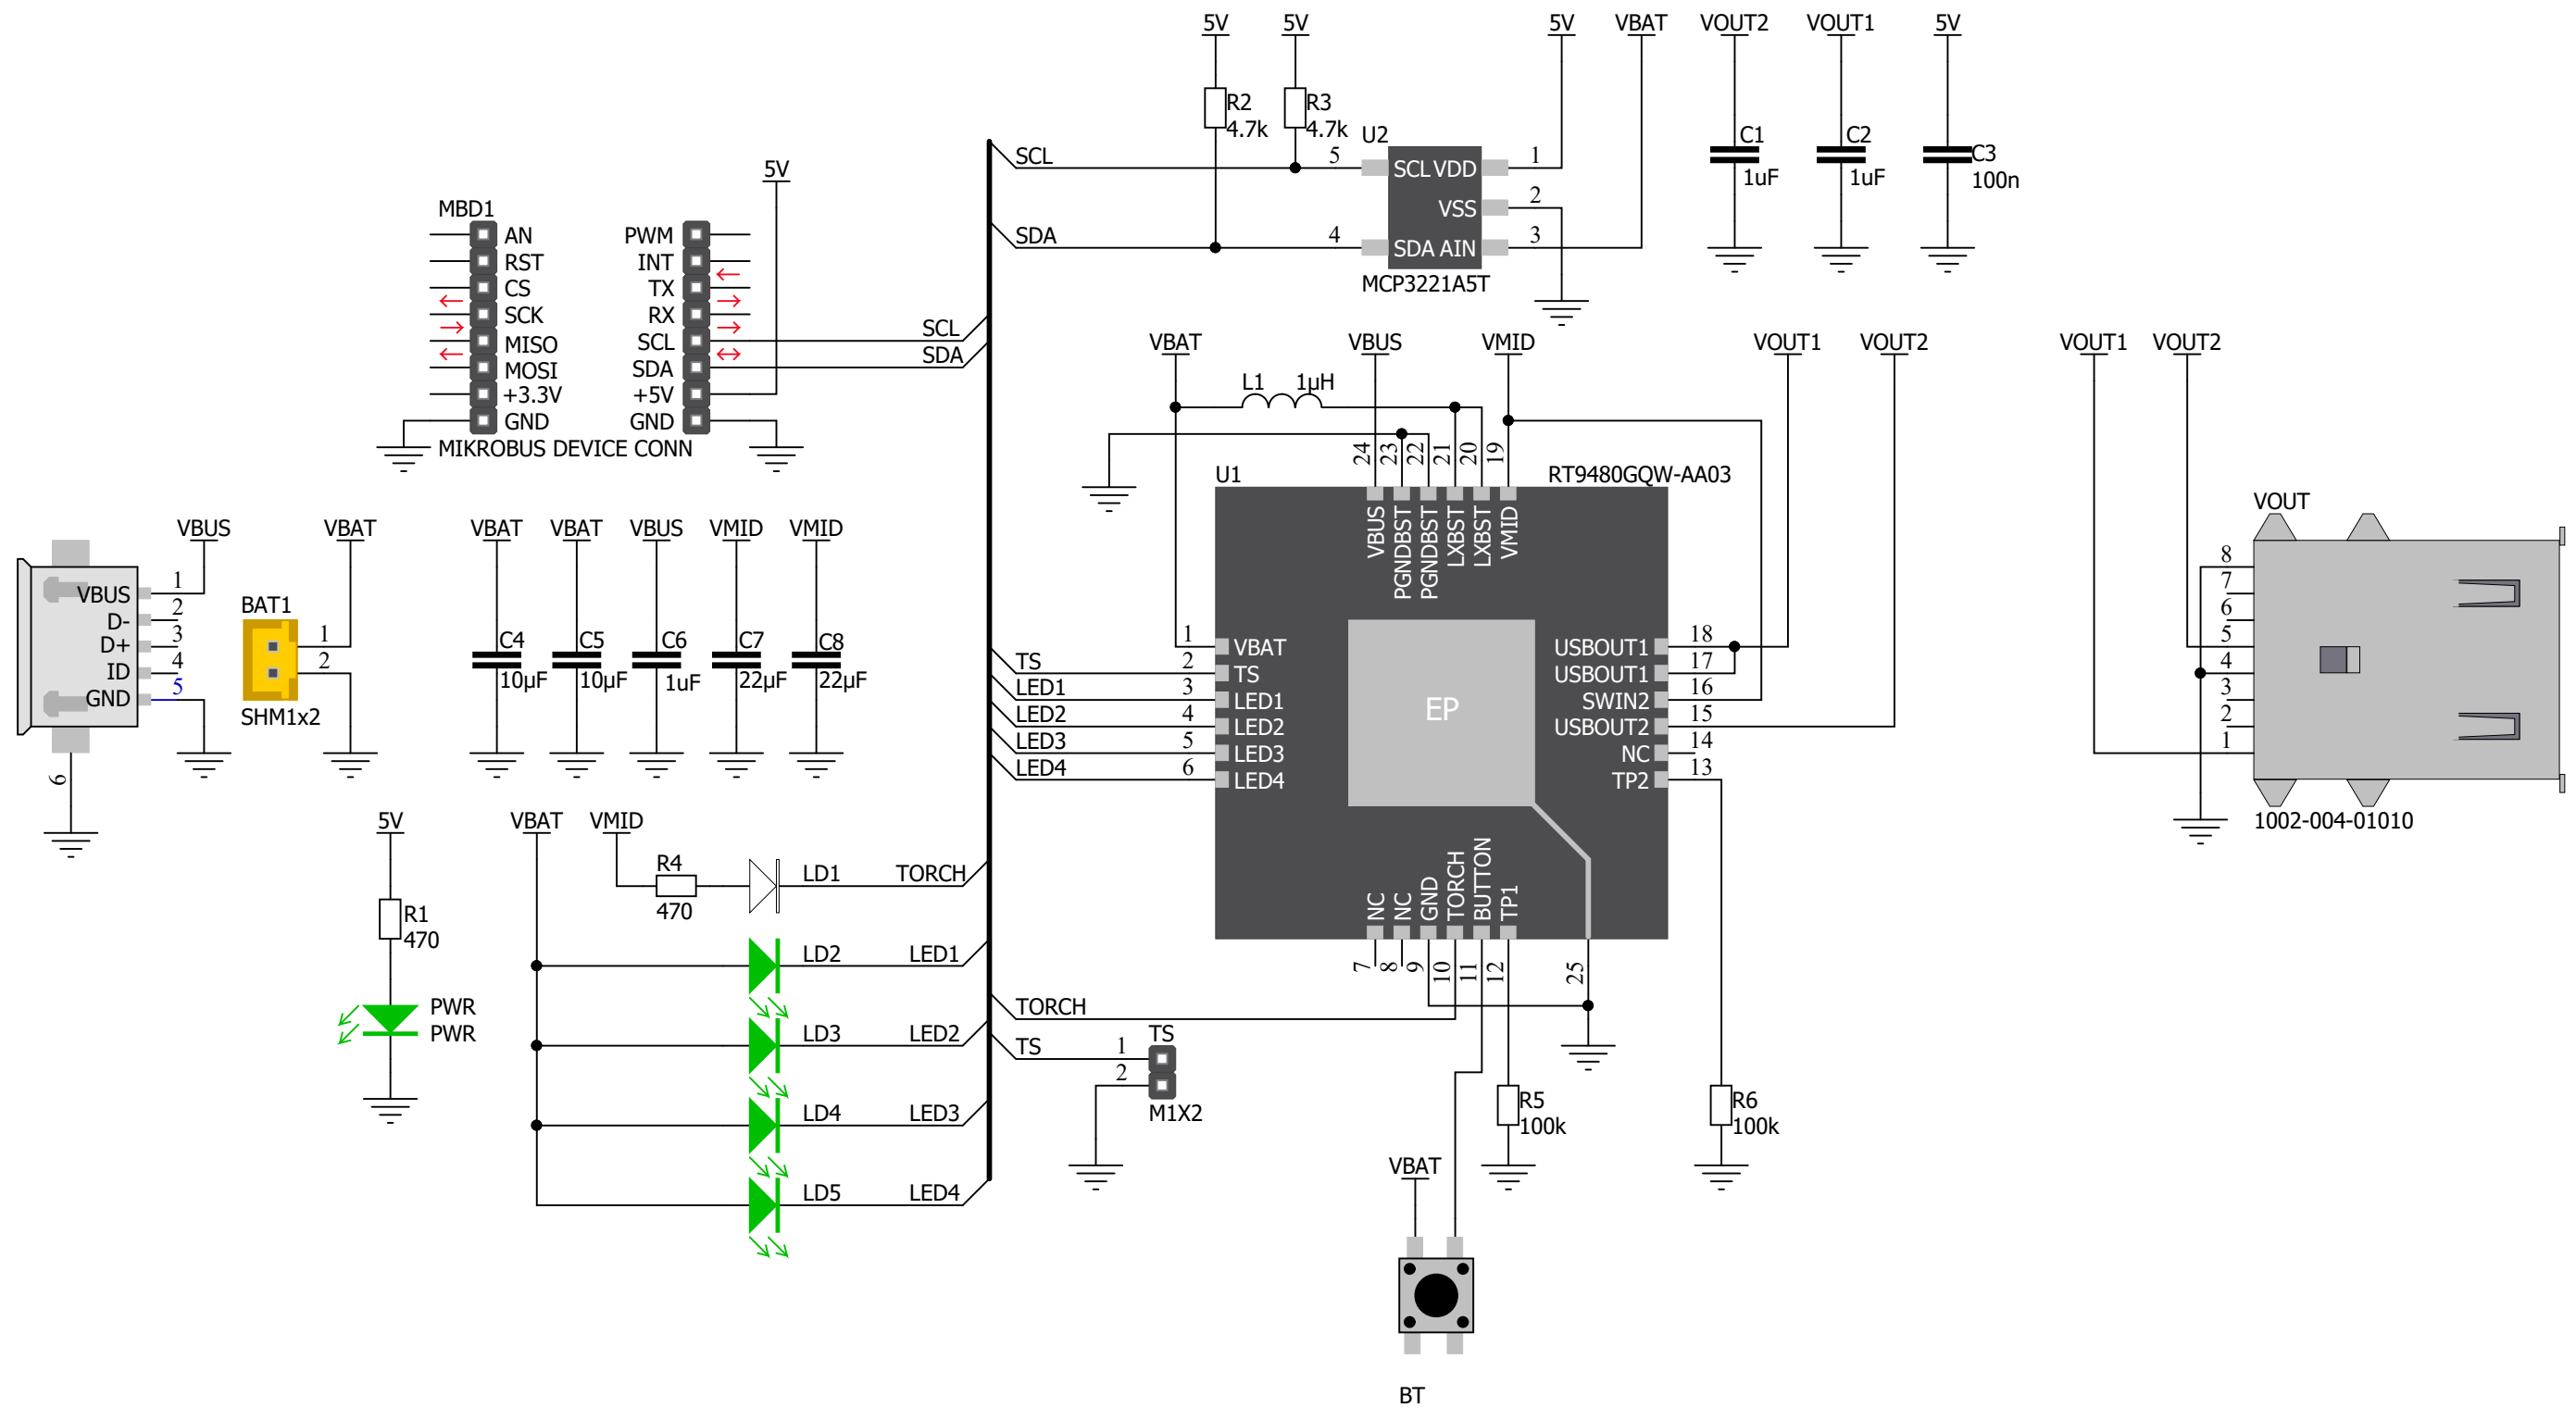 5V
5V
5V
VBAT
VOUT2
VOUT1
5V
R2
4.7k
R3
4.7k
U2
SCL
5
SCL VDD
1
VSS
2
SDA
4
SDA AIN
3
MCP3221A5T
C1
1uF
C2
1uF
C3
100n
5V
MBD1
AN
RST
CS
SCK
MISO
MOSI
+3.3V
GND
PWM
INT
TX
RX
SCL
SDA
+5V
GND
MIKROBUS DEVICE CONN
SCL
SDA
VBAT
VBUS
VMID
VOUT1
VOUT2
VOUT1
VOUT2
L1
1µH
24
23
22
21
20
19
U1
RT9480GQW-AA03
VBUS
PGNDBST
PGNDBST
LXBST
LXBST
VMID
TS
LED1
LED2
LED3
LED4
1
2
3
4
5
6
VBAT
TS
LED1
LED2
LED3
LED4
EP
USBOUT1
USBOUT1
SWIN2
USBOUT2
NC
TP2
18
17
16
15
14
13
NC
NC
GND
TORCH
BUTTON
TP1
7
8
9
10
11
12
25
VOUT
8
7
6
5
4
3
2
1
1002-004-01010
VBUS
VBAT
VBAT
VBAT
VBUS
VMID
VMID
VBUS
D-
D+
ID
GND
1
2
3
4
5
6
BAT1
1
2
SHM1x2
C4
10µF
C5
10µF
C6
1uF
C7
22µF
C8
22µF
5V
R1
470
PWR
PWR
VBAT
VMID
R4
470
LD1
TORCH
LD2
LED1
LD3
LED2
LD4
LED3
LD5
LED4
TORCH
TS
TS
1
2
M1X2
R5
100k
R6
100k
VBAT
BT